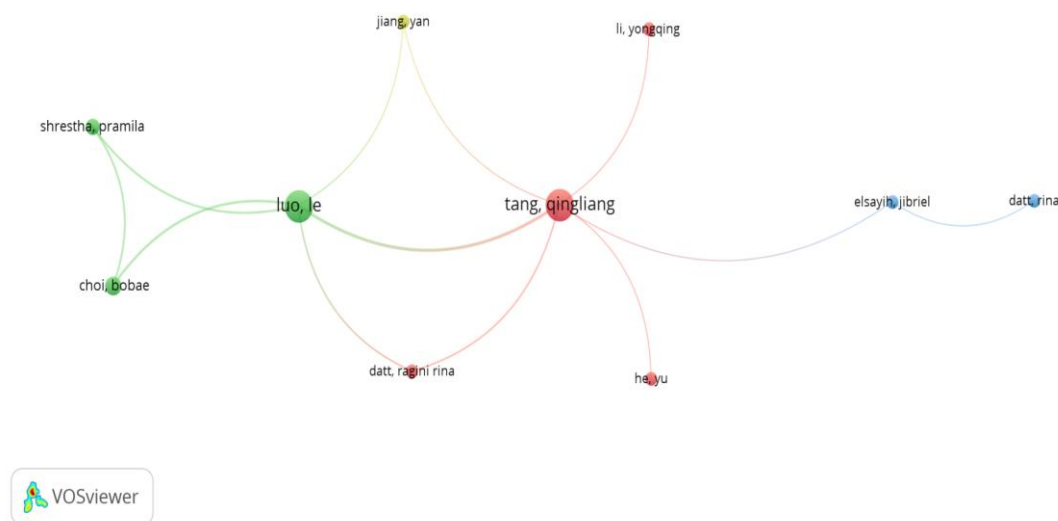 jiang, yan
li, yongqing
shrestha, pramila
luo, le
tang, qingliang
elsayih, jibriel
datt, rina
choi, bobae
datt, ragini rina
he, yu
VOSviewer